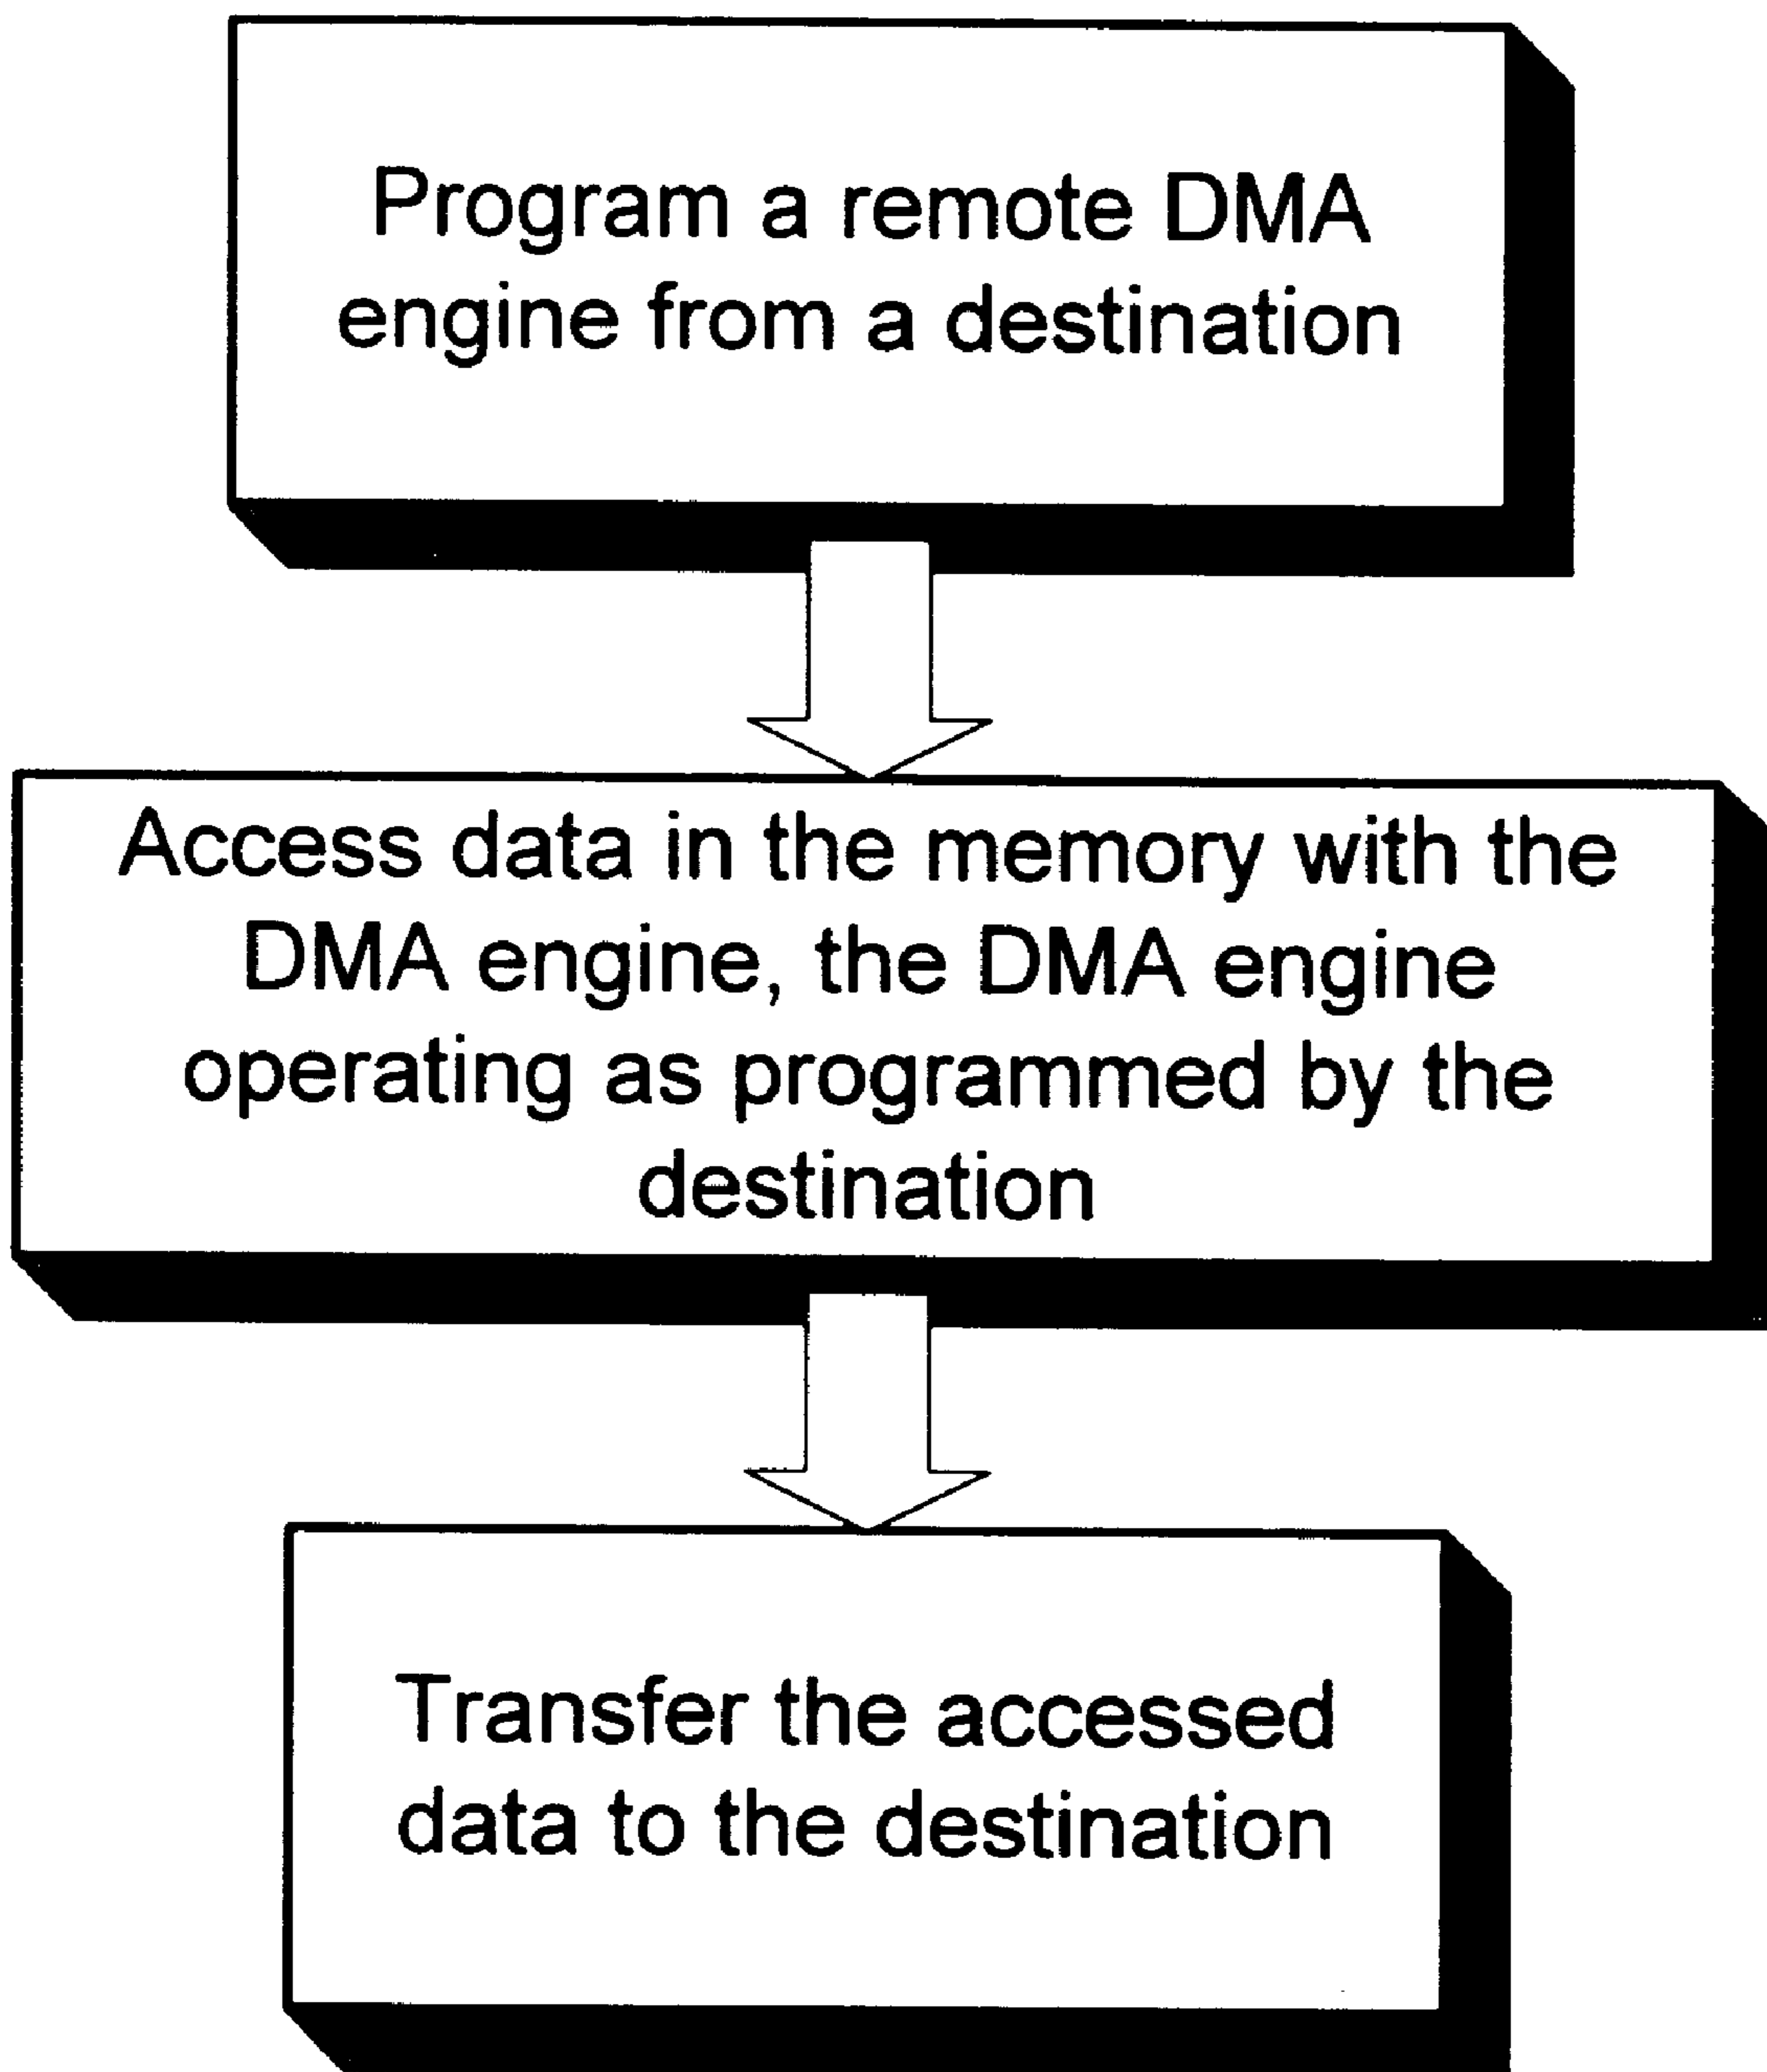 Program a remote DMA
engine from a destination
Access data in the memory with the
DMA engine, the DMA engine
operating as programmed by the
destination
Transfer the accessed
data to the destination